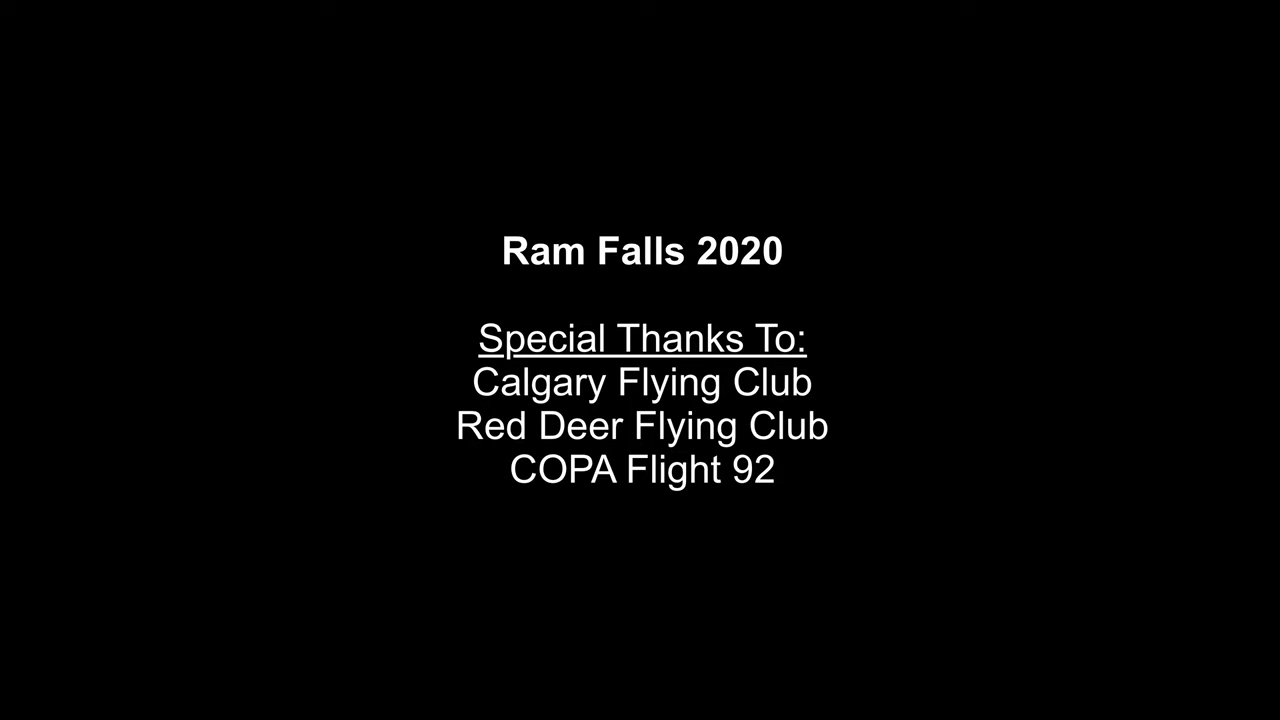 Ram Falls 2020
Special Thanks To:
Calgary Flying Club
Red Deer Flying Club
COPA Flight 92